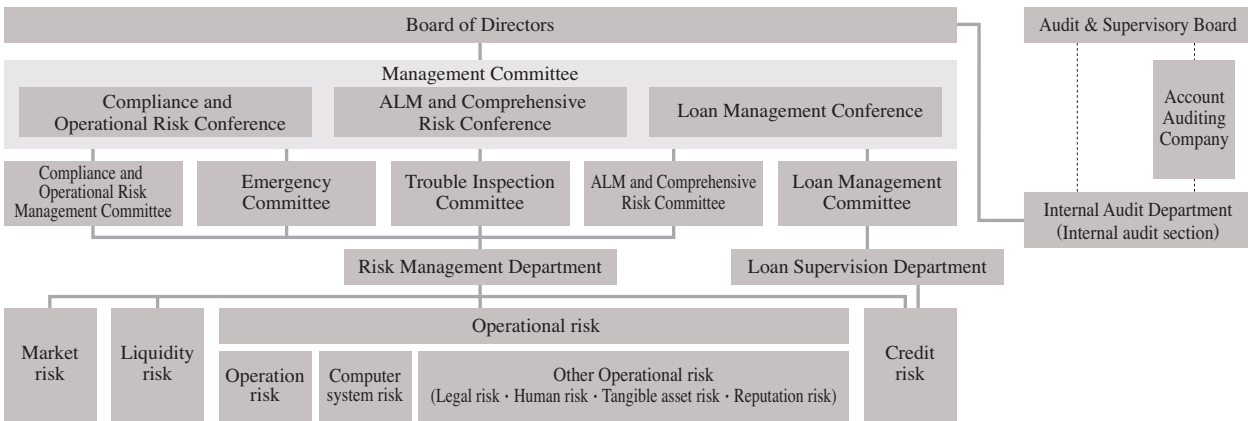 Board of Directors
Audit & Supervisory Board
Management Committee
Compliance and
Operational Risk Conference
ALM and Comprehensive
Risk Conference
Loan Management Conference
Account
Auditing
Company
Compliance and
Operational Risk
Management Committee
Emergency
Committee
Trouble Inspection
Committee
ALM and Comprehensive
Risk Committee
Loan Management
Committee
Internal Audit Department
(Internal audit section)
Risk Management Department
Loan Supervision Department
Market
risk
Liquidity
risk
Operational risk
Operation
risk
Computer
system risk
Other Operational risk
(Legal risk・Human risk・Tangible asset risk・Reputation risk)
Credit
risk